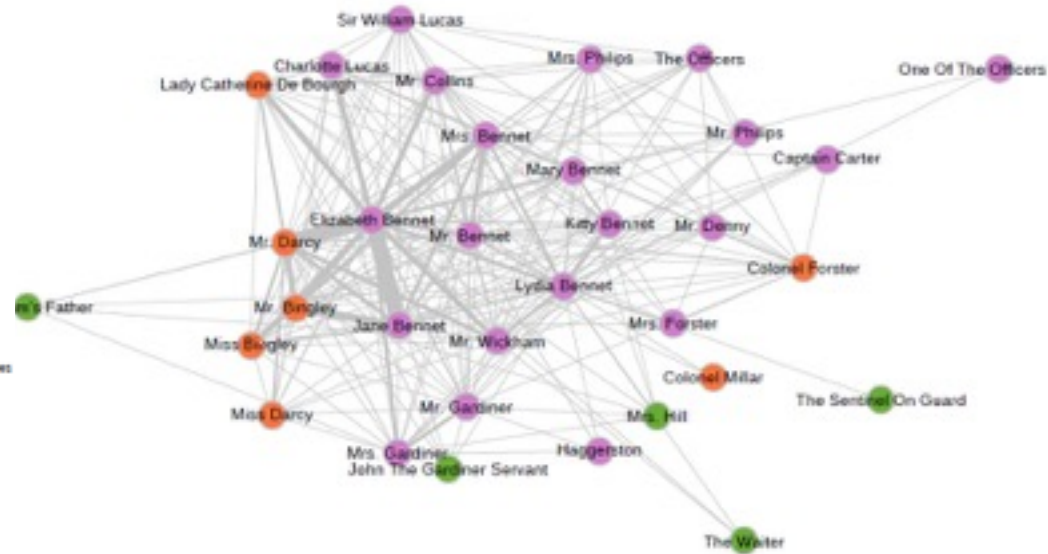 Sir William Lucas
Mrs. Philips
The Officers
Charlotte Lucas
One Of The Officers
Lady Catherine De Bourgh
Mr. Collins
Mrs. Bennet
Mr. Philips
Captain Carter
Mary Bennet
Elizabeth Bennet
Kitty Bennet
Mr. Denny
Mr. Bennet
Mr. Darcy
Colonel Forster
Lydia Bennet
Father
Mr. Bingley
Jane Bennet
Mrs. Forster
Miss Bingley
Mr. Wickham
es
Colonel Millar
The Sentinel On Guard
Mr. Gardiner
Miss Darcy
Mrs. Hill
Mrs. Gardiner
Haggerston
John The Gardiner Servant
The Waiter